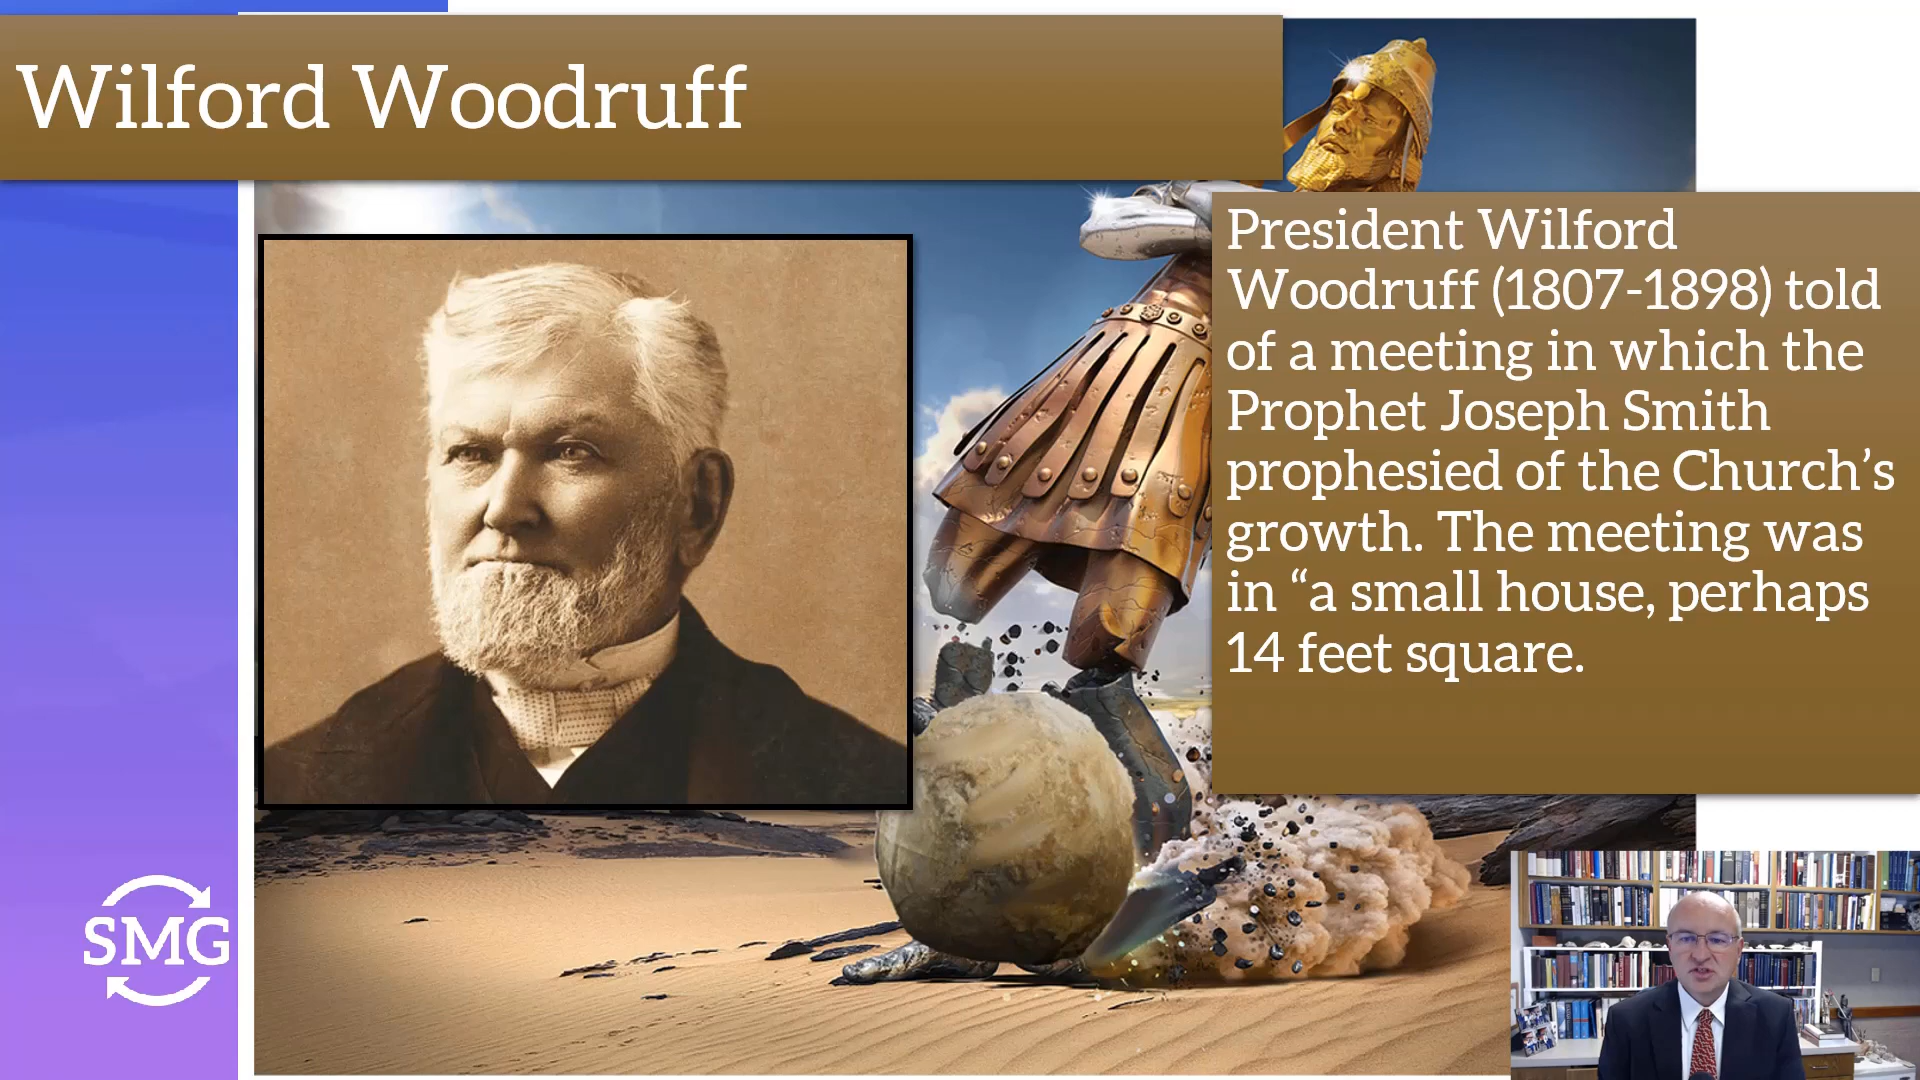 Wilford Woodruff
President Wilford
Woodruff (1807-1898) told
of a meeting in which the
Prophet Joseph Smith
prophesied of the Church’s
growth. The meeting was
in “a small house, perhaps
14 feet square.
SMG